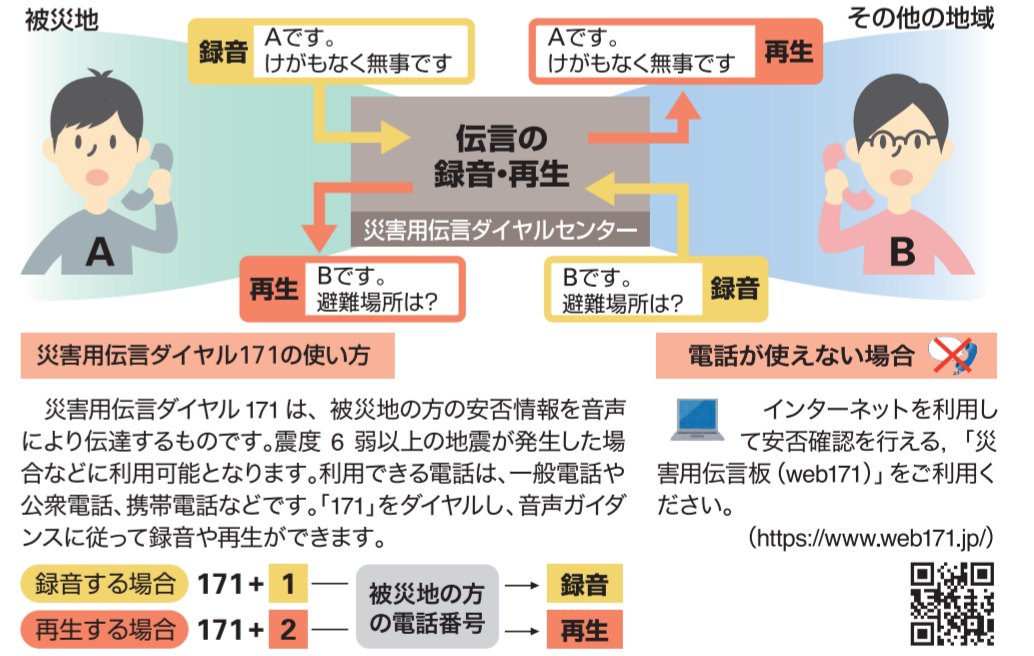 被災地
その他の地域
録音
Aです。
けがもなく無事です
Aです。
けがもなく無事です
再生
伝言の
録音・再生
災害用伝言ダイヤルセンター
A
B
再生
Bです。
避難場所は?
Bです。
避難場所は?
録音
災害用伝言ダイヤル171の使い方
災害用伝言ダイヤル 171 は、被災地の方の安否情報を音声
により伝達するものです。震度 6 弱以上の地震が発生した場
合などに利用可能となります。利用できる電話は、一般電話や
公衆電話、携帯電話などです。「171」をダイヤルし、音声ガイダ
ンスに従って録音や再生ができます。
録音する場合 171+ 1
再生する場合 171+ 2
被災地の方
の電話番号
録音
再生
電話が使えない場合
インターネットを利用し
て安否確認を行える,「災
害用伝言板(web171)」をご利用く
ださい。
(https://www.web171.jp/)